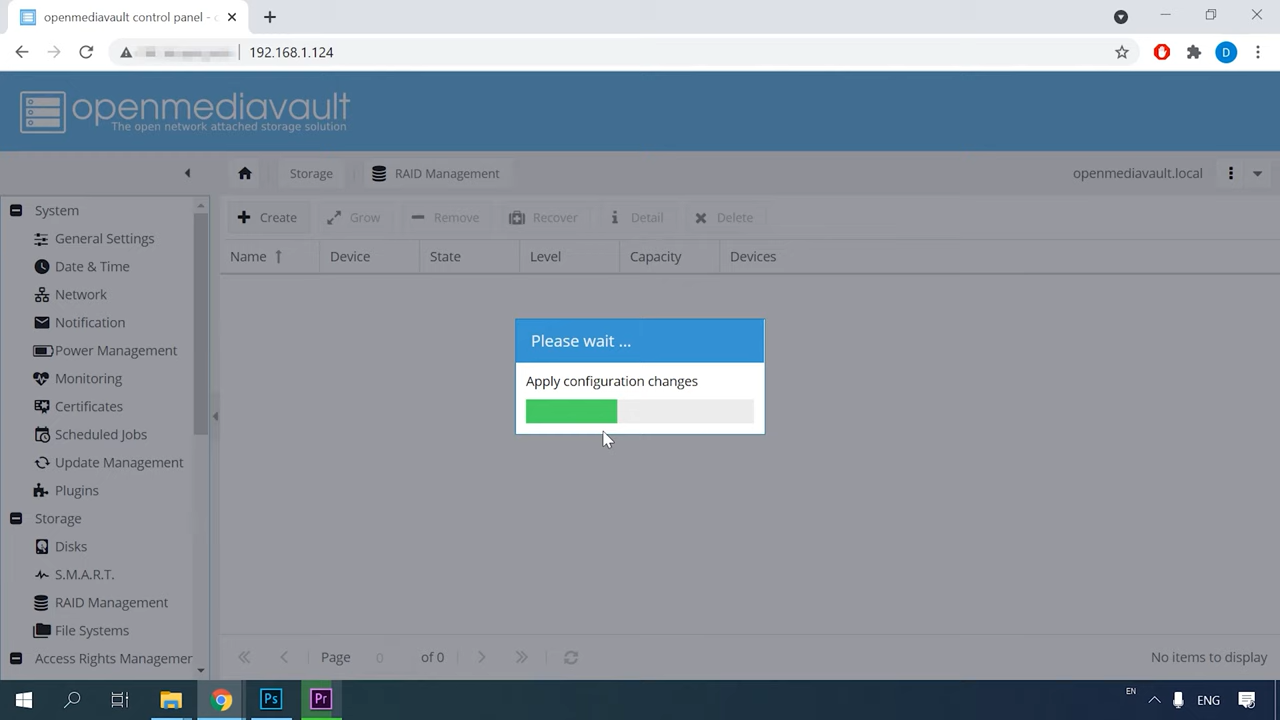 openmediavault control panel -
192.168.1.124
D
openmediavault
The open network attached storage solution
Storage
RAID Management
openmediavault.local
System
General Settings
Date & Time
Network
Notification
Power Management
Monitoring
Certificates
Scheduled Jobs
Update Management
Plugins
Storage
Disks
S.M.A.R.T.
RAID Management
File Systems
Access Rights Managemer
Create
Grow
Remove
Recover
Detail
Delete
Name
Device
State
Level
Capacity
Devices
Please wait ...
Apply configuration changes
Page
0
of 0
No items to display
Ps
Pr
EN
ENG